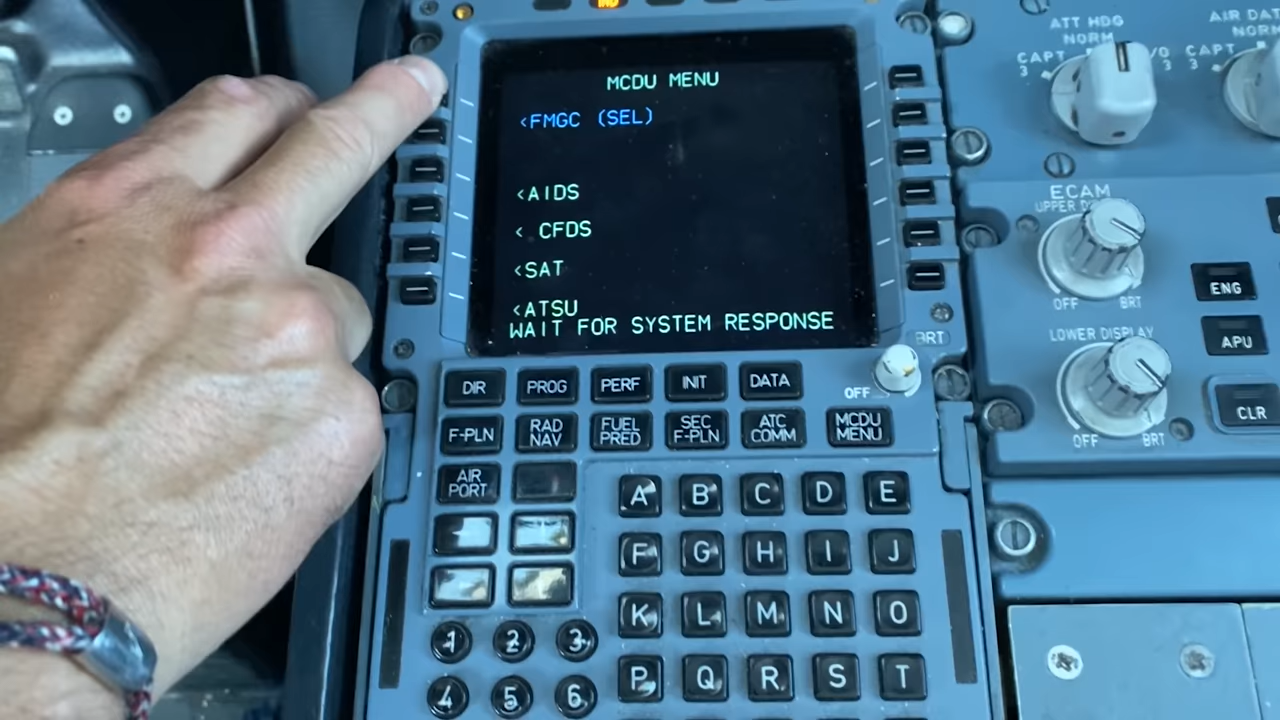 MCDU MENU
<FMGC (SEL)
<AIDS
< CFDS
<SAT
<ATSU
WAIT FOR SYSTEM RESPONSE
BRT
OFF
DIR PROG PERF INIT DATA
F-PLN RAD NAV FUEL PRED SEC F-PLN ATC COMM MCDU MENU
AIR PORT
A B C D E
F G H I J
K L M N O
P Q R S T
1 2 3
4 5 6
ATT HDG
NORM
CAPT
3
3
AIR DAT
NORM
CAPT
3
ECAM
UPPER
OFF BRT
LOWER DISPLAY
OFF BRT
ENG
APU
CLR